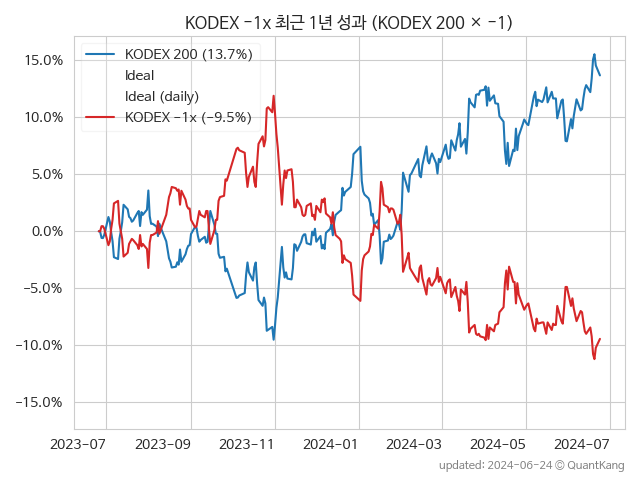 KODEX −1x 최근 1년 성과 (KODEX 200 × −1)
KODEX 200 (13.7%)
Ideal
Ideal (daily)
KODEX −1x (−9.5%)
15.0%
10.0%
5.0%
0.0%
−5.0%
−10.0%
−15.0%
2023-07 2023-09 2023-11 2024-01 2024-03 2024-05 2024-07
updated: 2024-06-24 © QuantKang